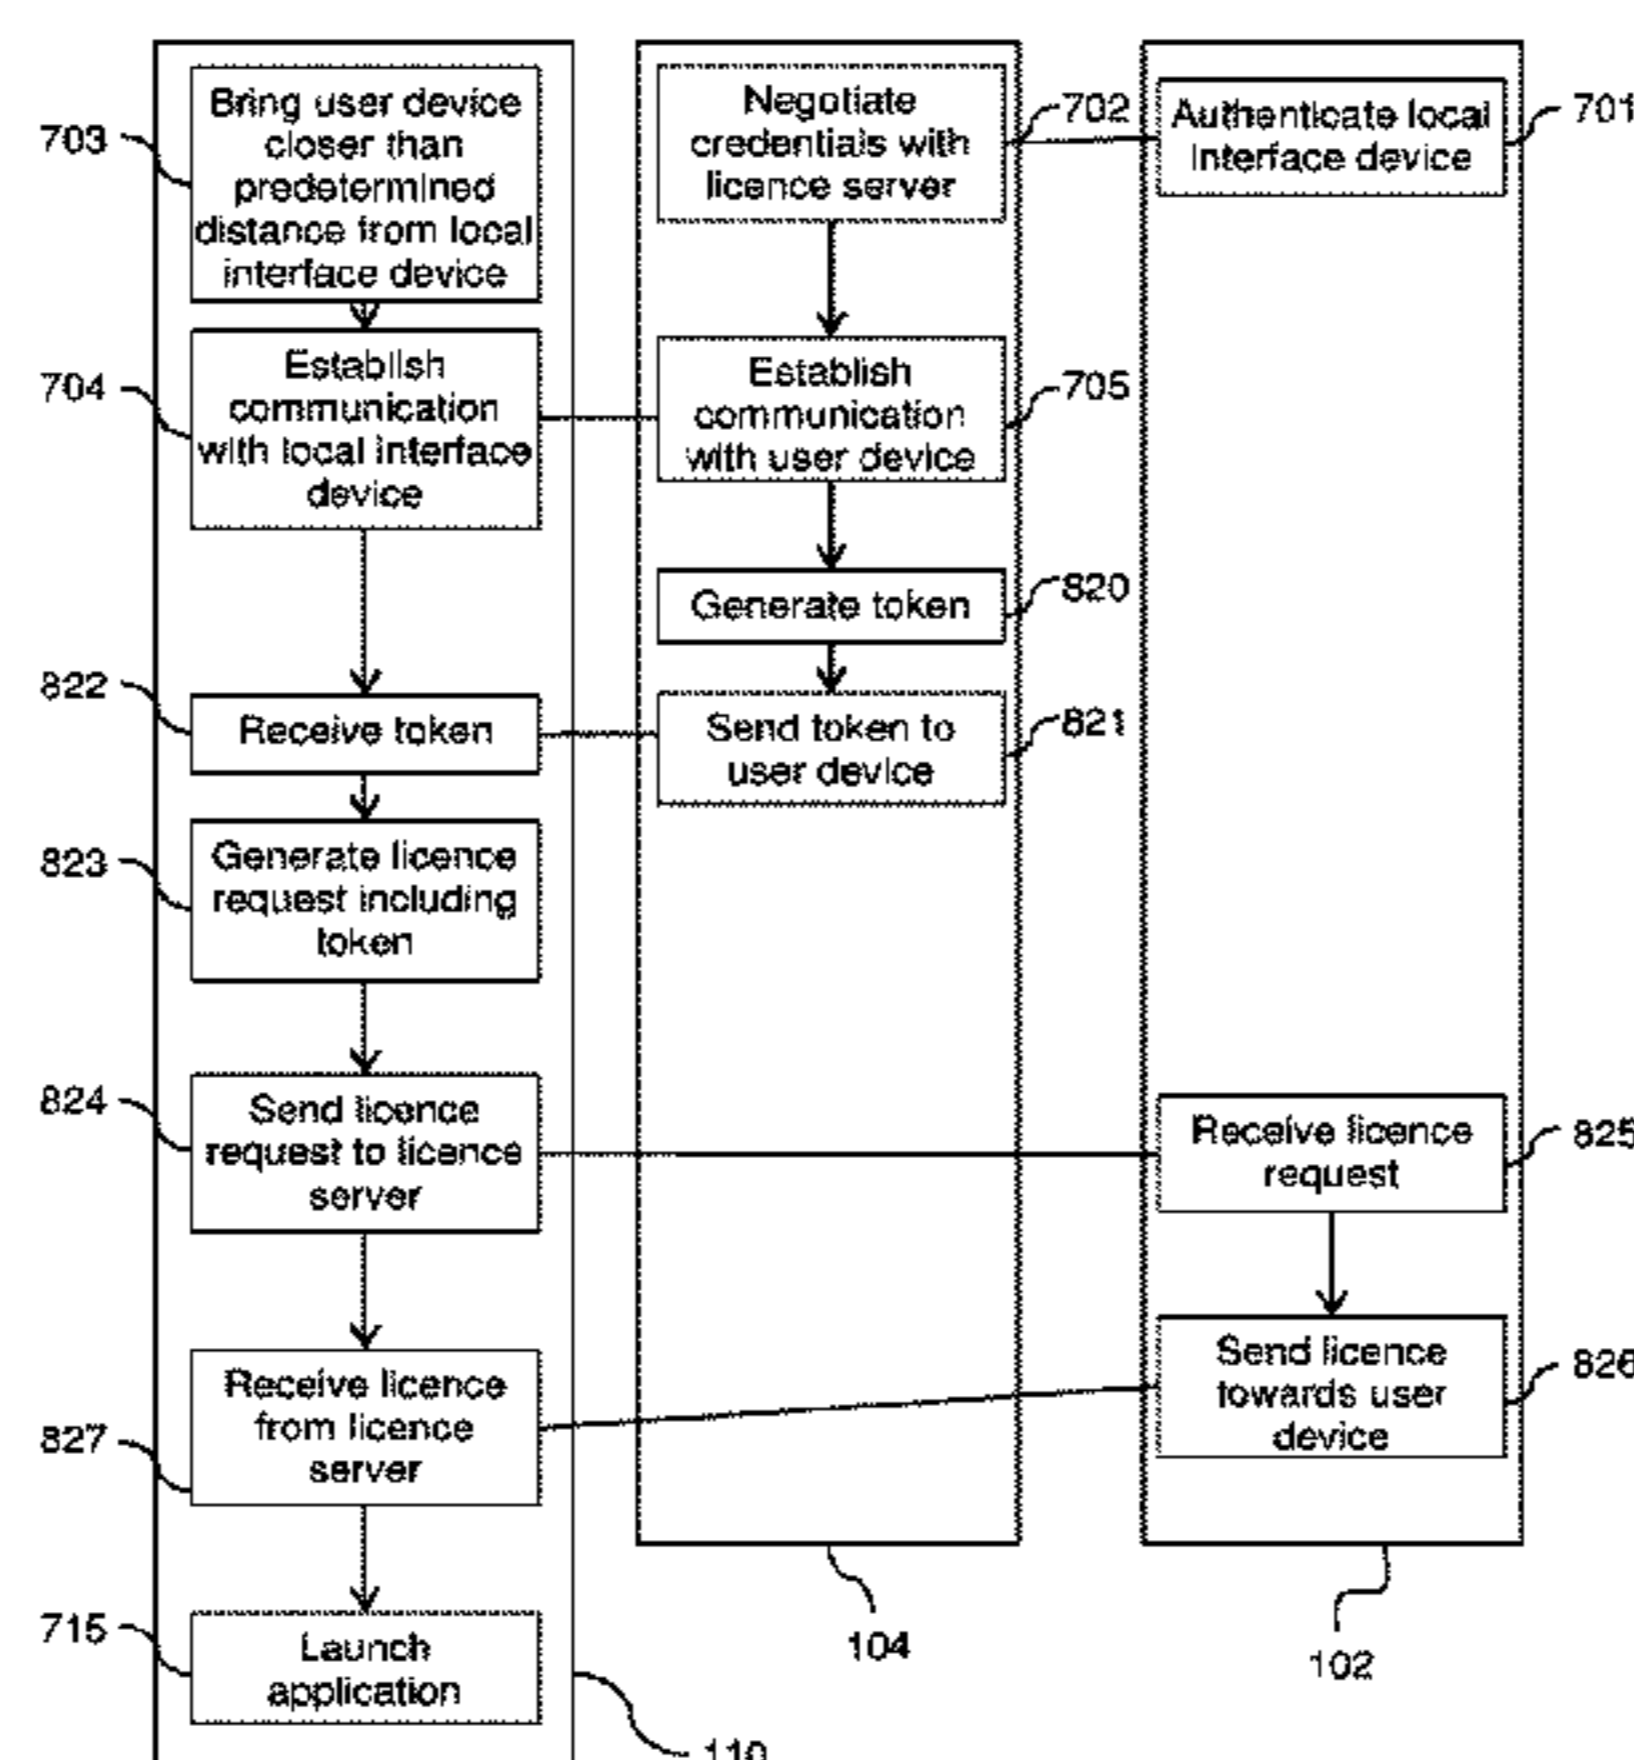 703
Bring user device
closer than
predetermined
distance from local
interface device
704
Establish
communication
with local interface
device
822
Receive token
823
Generate licence
request including
token
824
Send licence
request to licence
server
827
Receive licence
from licence
server
715
Launch
application
110
Negotiate
credentials with
licence server
702
Establish
communication
with user device
705
Generate token
820
Send token to
user device
821
104
Authenticate local
interface device
701
Receive licence
request
825
Send licence
towards user
device
826
102